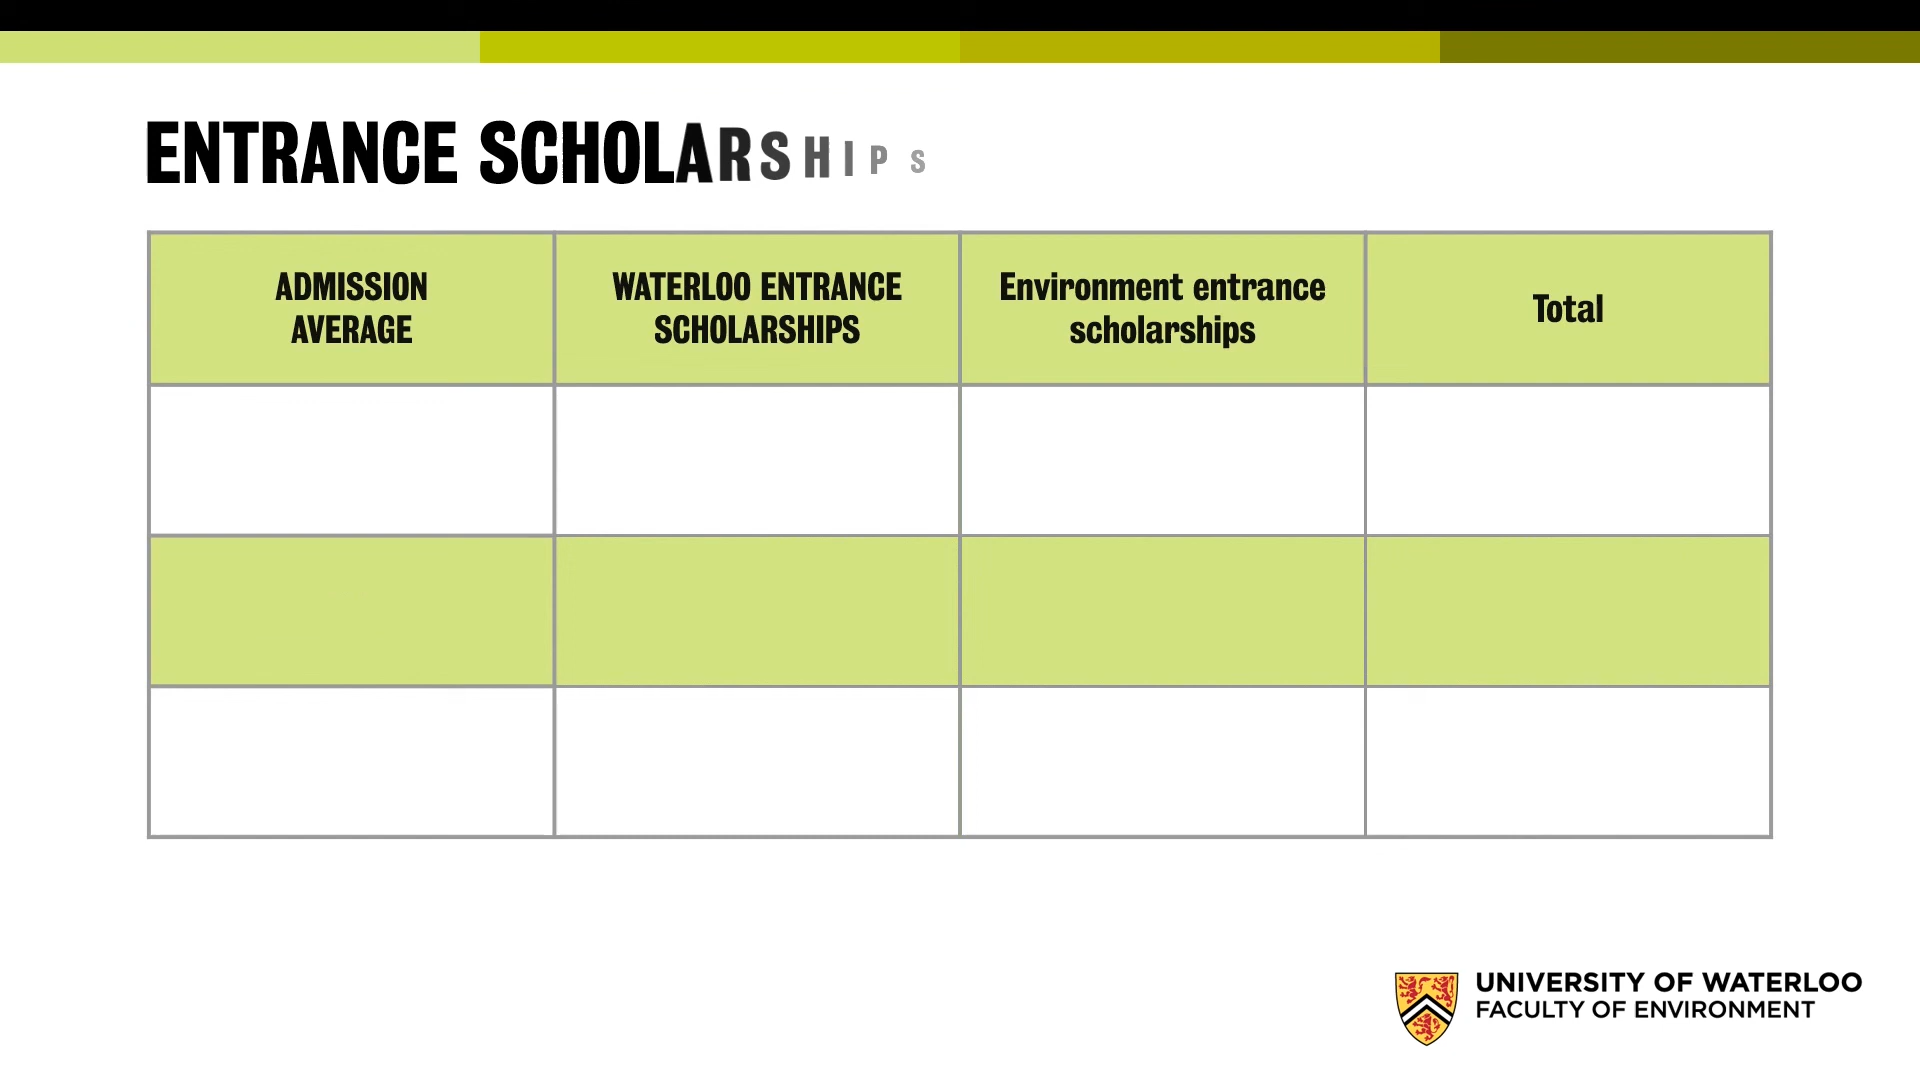 ENTRANCE SCHOLARSHIPS
ADMISSION
AVERAGE
WATERLOO ENTRANCE
SCHOLARSHIPS
Environment entrance
scholarships
Total
UNIVERSITY OF WATERLOO
FACULTY OF ENVIRONMENT